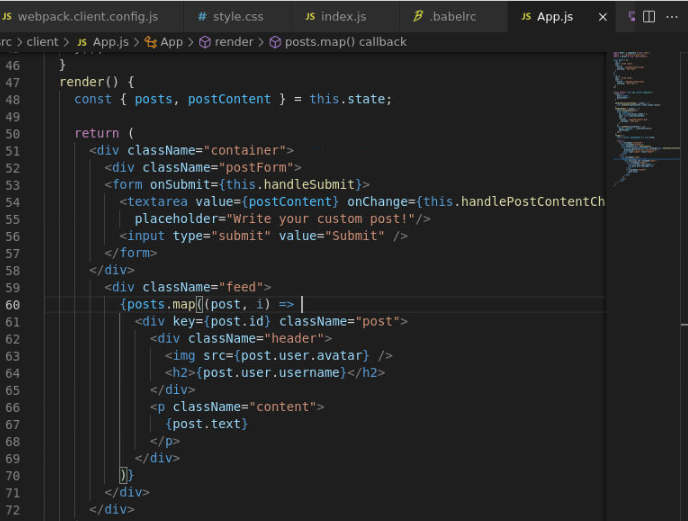 JS webpack.client.config.js # style.css JS index.js .babelrc JS App.js × ···
src > client > JS App.js > App > render > posts.map() callback
46 }
47 render() {
48 const { posts, postContent } = this.state;
49
50 return (
51 <div className="container">
52 <div className="postForm">
53 <form onSubmit={this.handleSubmit}>
54 <textarea value={postContent} onChange={this.handlePostContentCh
55 placeholder="Write your custom post!"/>
56 <input type="submit" value="Submit" />
57 </form>
58 </div>
59 <div className="feed">
60 {posts.map((post, i) =>
61 <div key={post.id} className="post">
62 <div className="header">
63 <img src={post.user.avatar} />
64 <h2>{post.user.username}</h2>
65 </div>
66 <p className="content">
67 {post.text}
68 </p>
69 </div>
70 )}
71 </div>
72 </div>